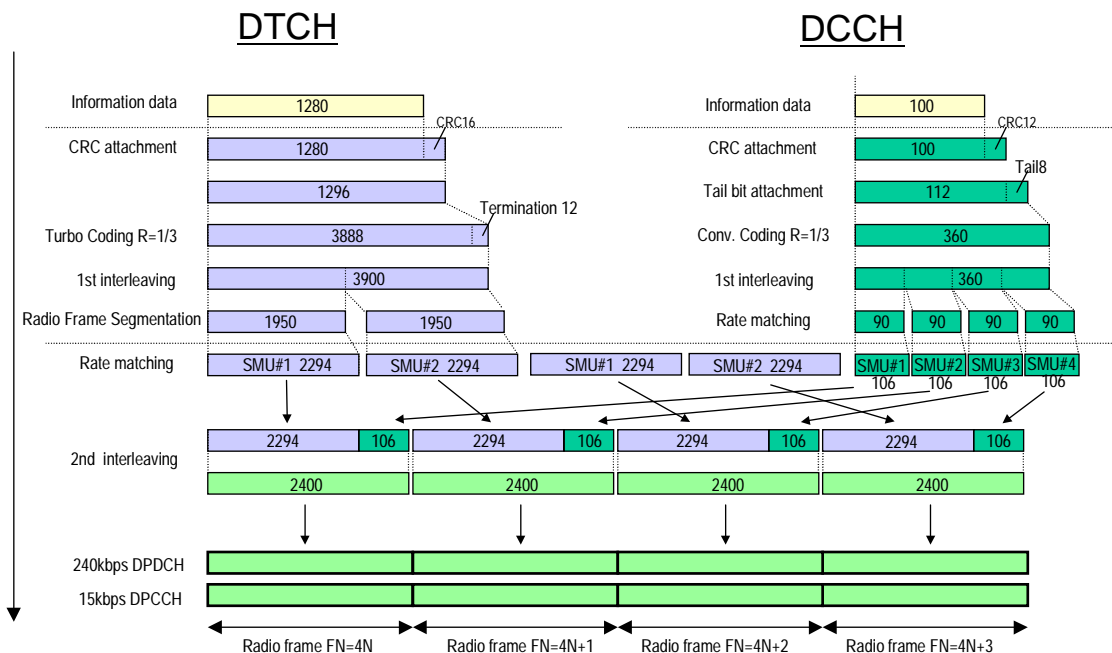 DTCH
DCCH
Information data
1280
Information data
100
CRC16
CRC12
CRC attachment
1280
CRC attachment
100
Tail8
1296
Tail bit attachment
112
Termination 12
Turbo Coding R=1/3
3888
Conv. Coding R=1/3
360
1st interleaving
3900
1st interleaving
360
Radio Frame Segmentation
1950
1950
Rate matching
90
90
90
90
Rate matching
SMU#1 2294
SMU#2 2294
SMU#1 2294
SMU#2 2294
SMU#1
SMU#2
SMU#3
SMU#4
106
106
106
106
2294
106
2294
106
2294
106
2294
106
2nd interleaving
2400
2400
2400
2400
240kbps DPDCH
15kbps DPCCH
Radio frame FN=4N
Radio frame FN=4N+1
Radio frame FN=4N+2
Radio frame FN=4N+3